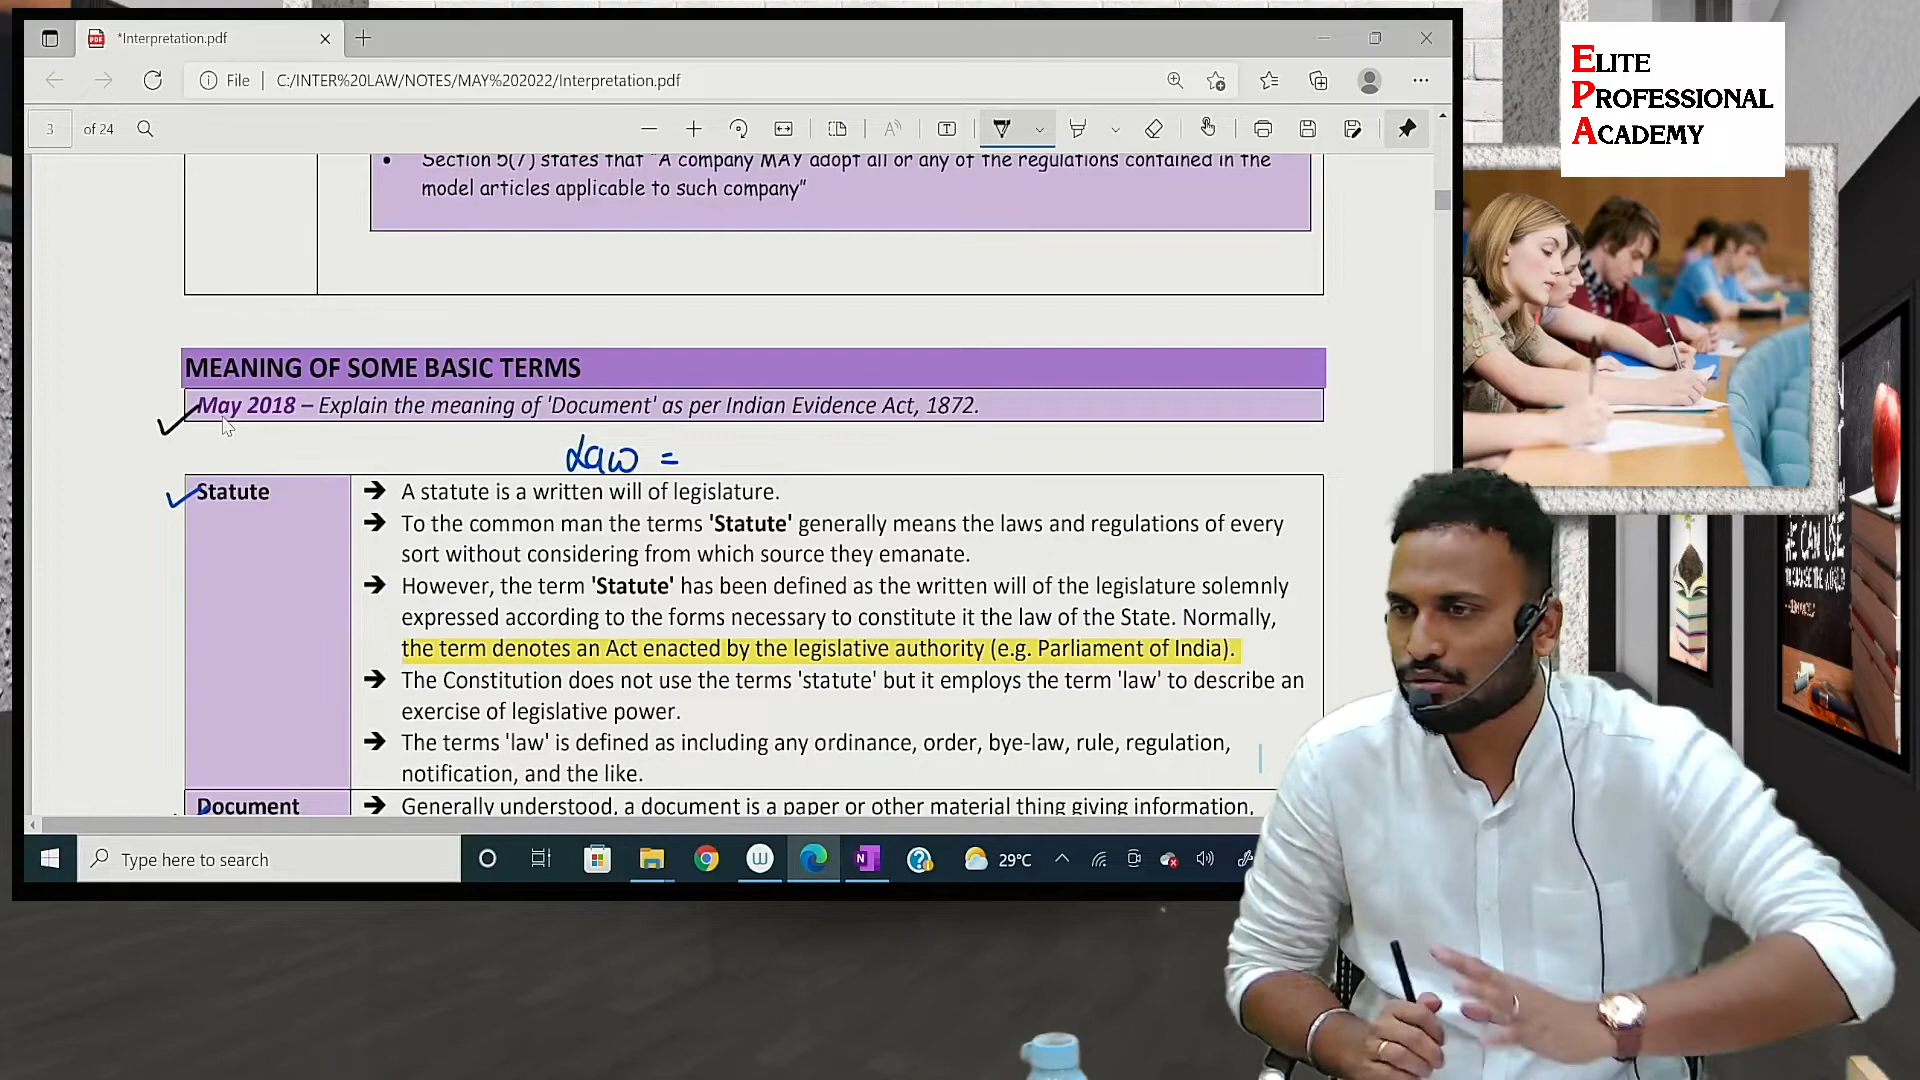 *Interpretation.pdf
File C:/INTER%20LAW/NOTES/MAY%202022/Interpretation.pdf
3 of 24
ELITE
PROFESSIONAL
ACADEMY
• Section 5(7) states that "A company MAY adopt all or any of the regulations contained in the
model articles applicable to such company"
MEANING OF SOME BASIC TERMS
May 2018 – Explain the meaning of 'Document' as per Indian Evidence Act, 1872.
Law =
Statute
➔ A statute is a written will of legislature.
➔ To the common man the terms 'Statute' generally means the laws and regulations of every
sort without considering from which source they emanate.
➔ However, the term 'Statute' has been defined as the written will of the legislature solemnly
expressed according to the forms necessary to constitute it the law of the State. Normally,
the term denotes an Act enacted by the legislative authority (e.g. Parliament of India).
➔ The Constitution does not use the terms 'statute' but it employs the term 'law' to describe an
exercise of legislative power.
➔ The terms 'law' is defined as including any ordinance, order, bye-law, rule, regulation,
notification, and the like.
Document
➔ Generally understood, a document is a paper or other material thing giving information,
Type here to search
29°C